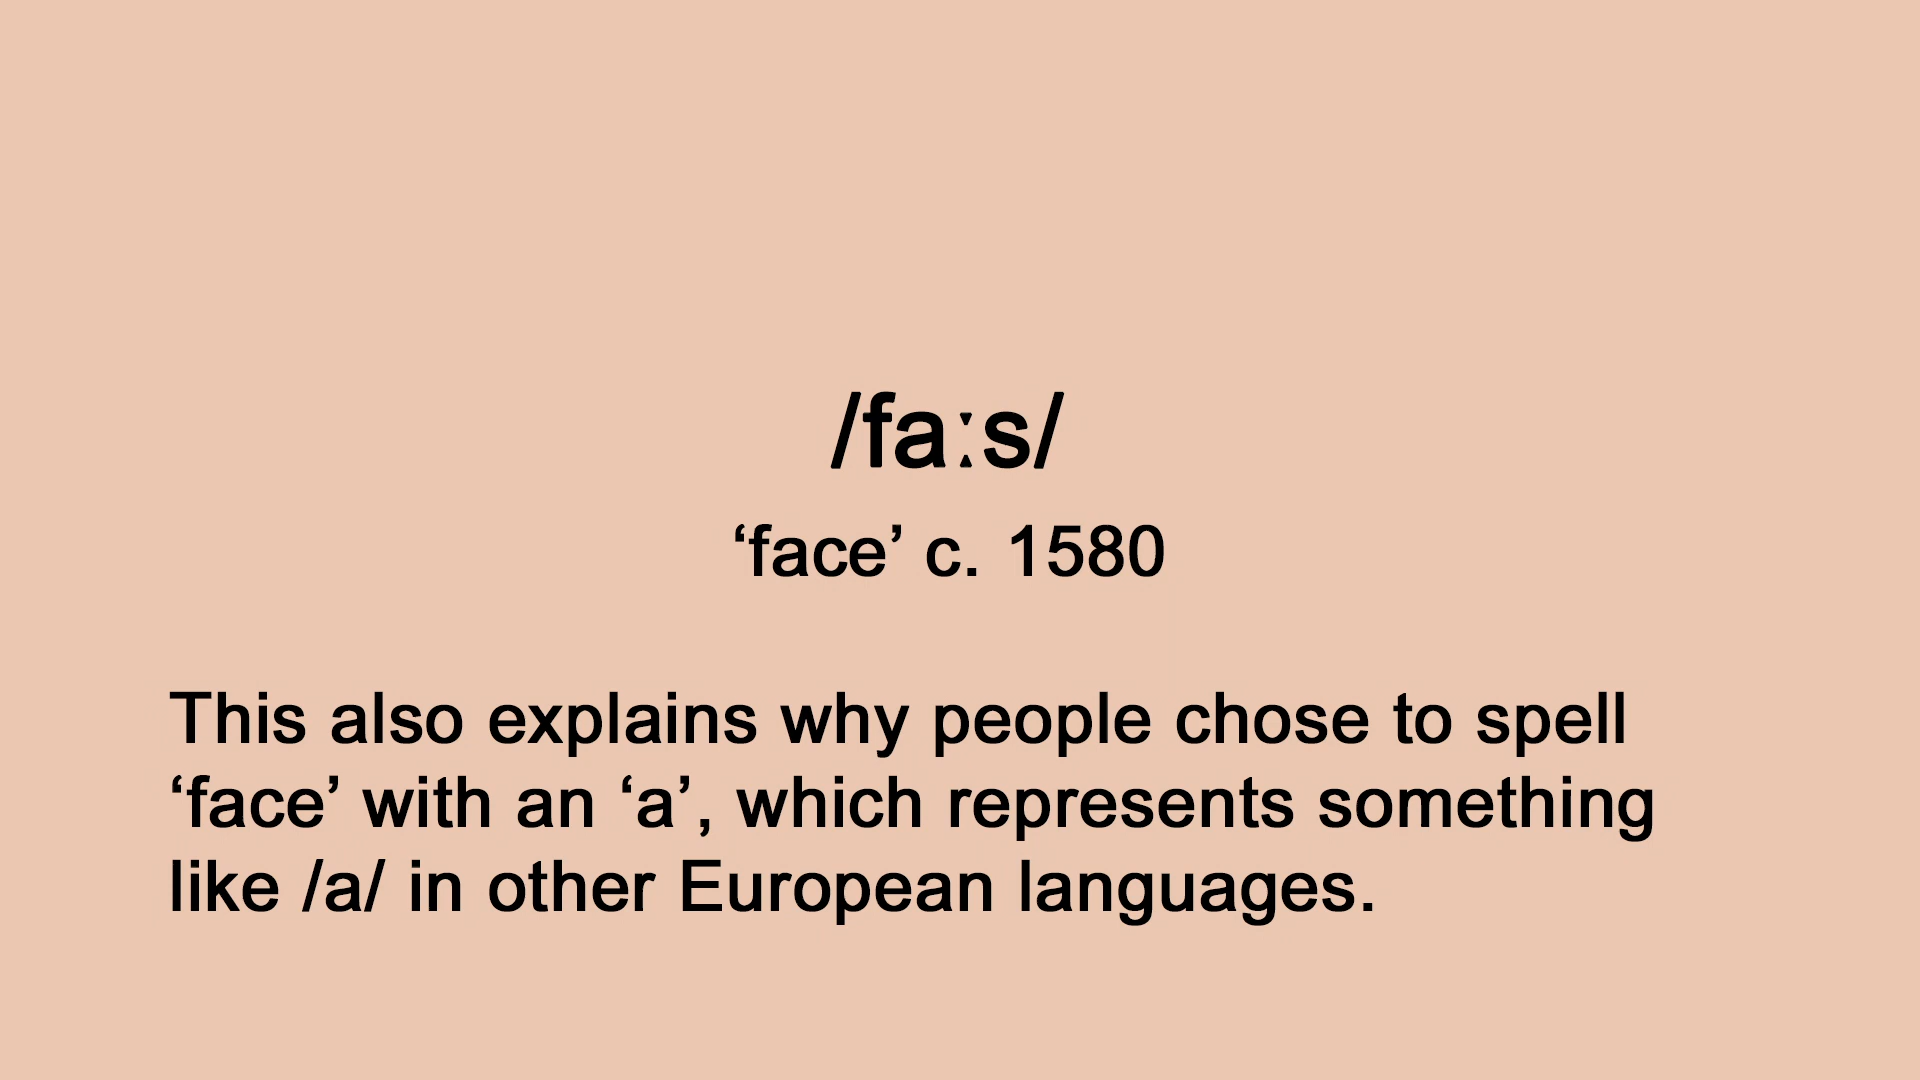 /faːs/
‘face’ c. 1580
This also explains why people chose to spell
‘face’ with an ‘a’, which represents something
like /a/ in other European languages.